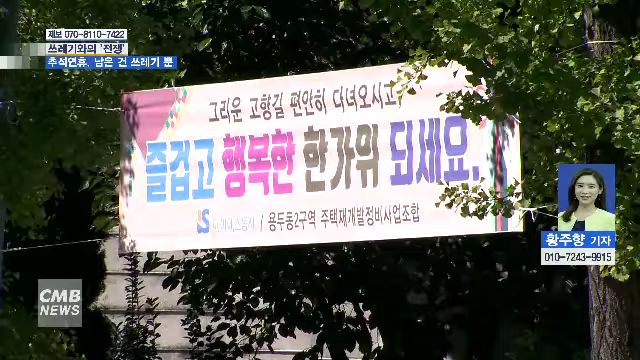 제보 070-8110-7422
쓰레기와의 '전쟁'
추석연휴, 남은 건 쓰레기 뿐
그리운 고향길 편안히 다녀오시고,
즐겁고 행복한 한가위 되세요.
/ 용두동2구역 주택재개발정비사업조합
황주향 기자
010-7243-9915
CMB
NEWS